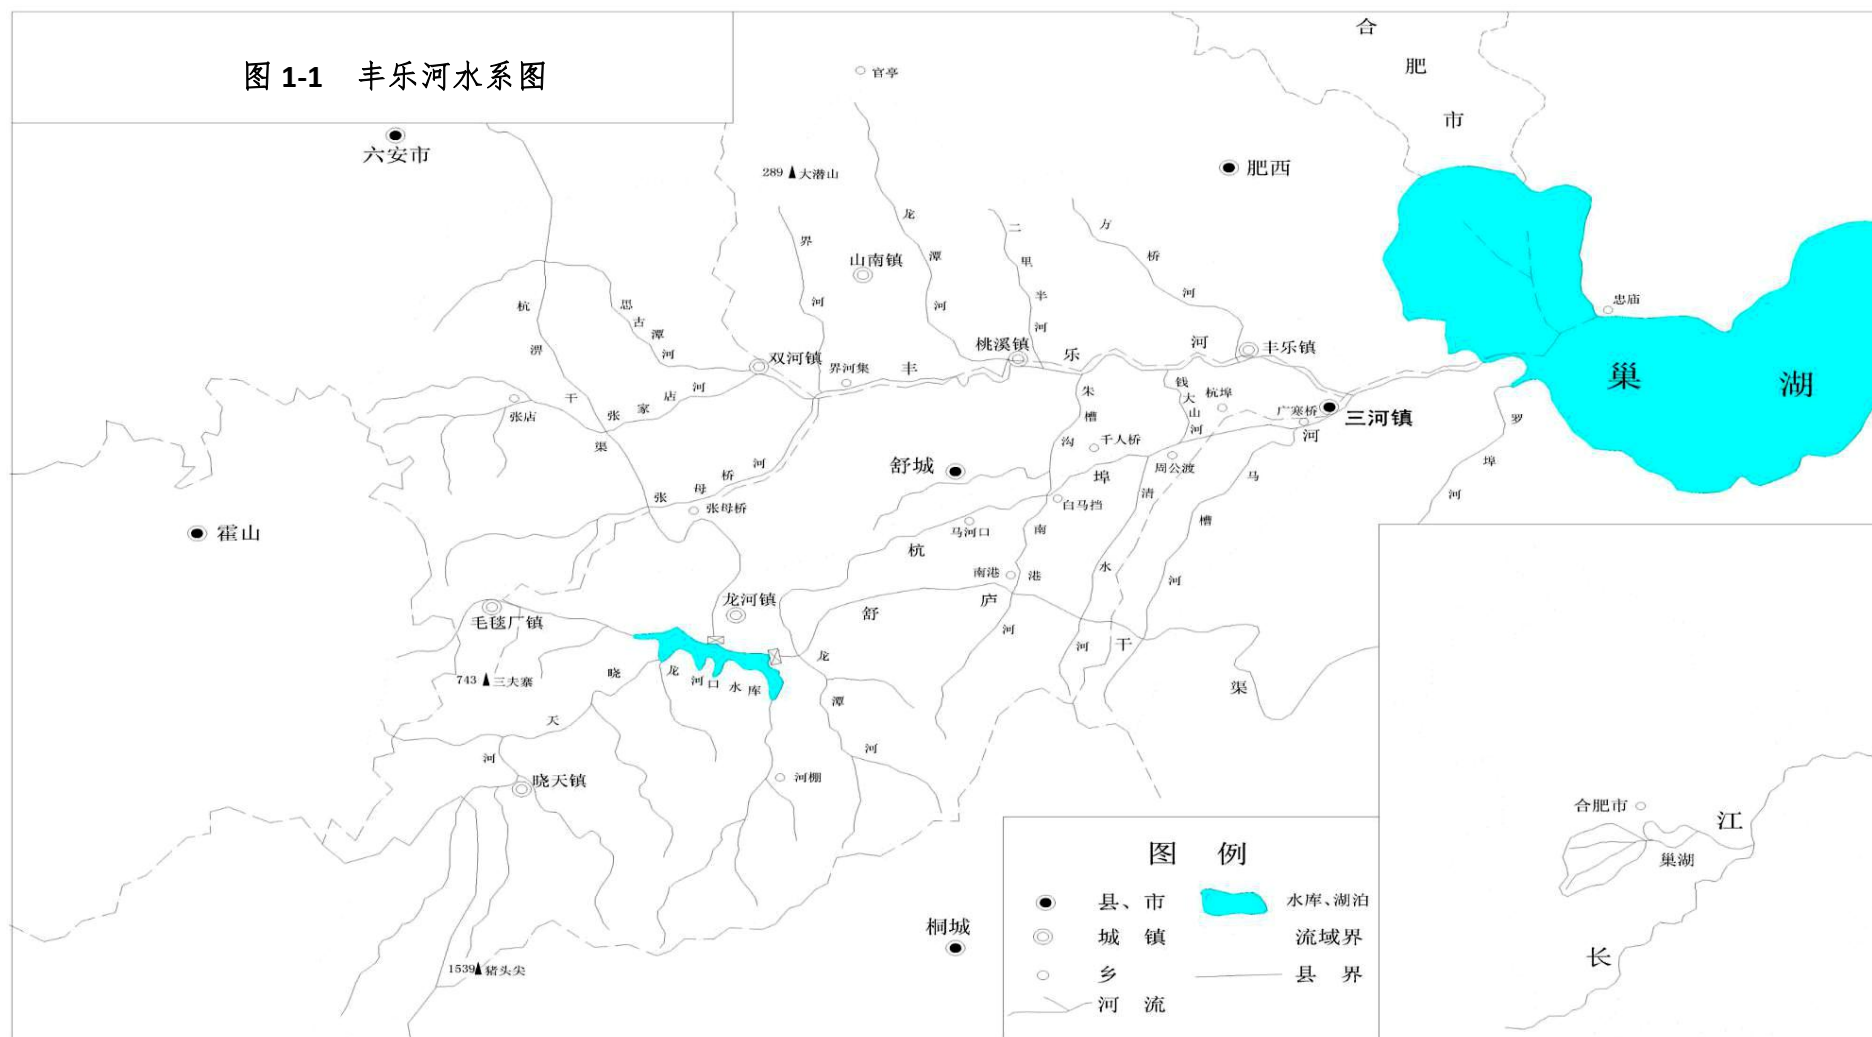 图 1-1 丰乐河水系图
合肥市
官亭
六安市
289 大潜山
肥西
界河
龙潭河
二里半河
方桥河
山南镇
杭淠干渠
思古潭河
忠庙
双河镇
界河集
丰乐河
桃溪镇
丰乐镇
巢湖
张店
张家店河
朱槽沟
钱大山河
杭埠
广寒桥
三河镇
罗埠河
千人桥
舒城
张母桥河
张母桥
周公渡
白马挡
马河口
杭埠河
清水河
马槽河
霍山
南港
南港河
毛毯厂镇
龙河镇
舒庐干渠
743 三夫寨
晓天河
龙河口水库
龙潭河
晓天镇
河棚
1539 猪头尖
桐城
图 例
县、市
水库、湖泊
城 镇
流域界
乡
县 界
河 流
合肥市
巢湖
长江